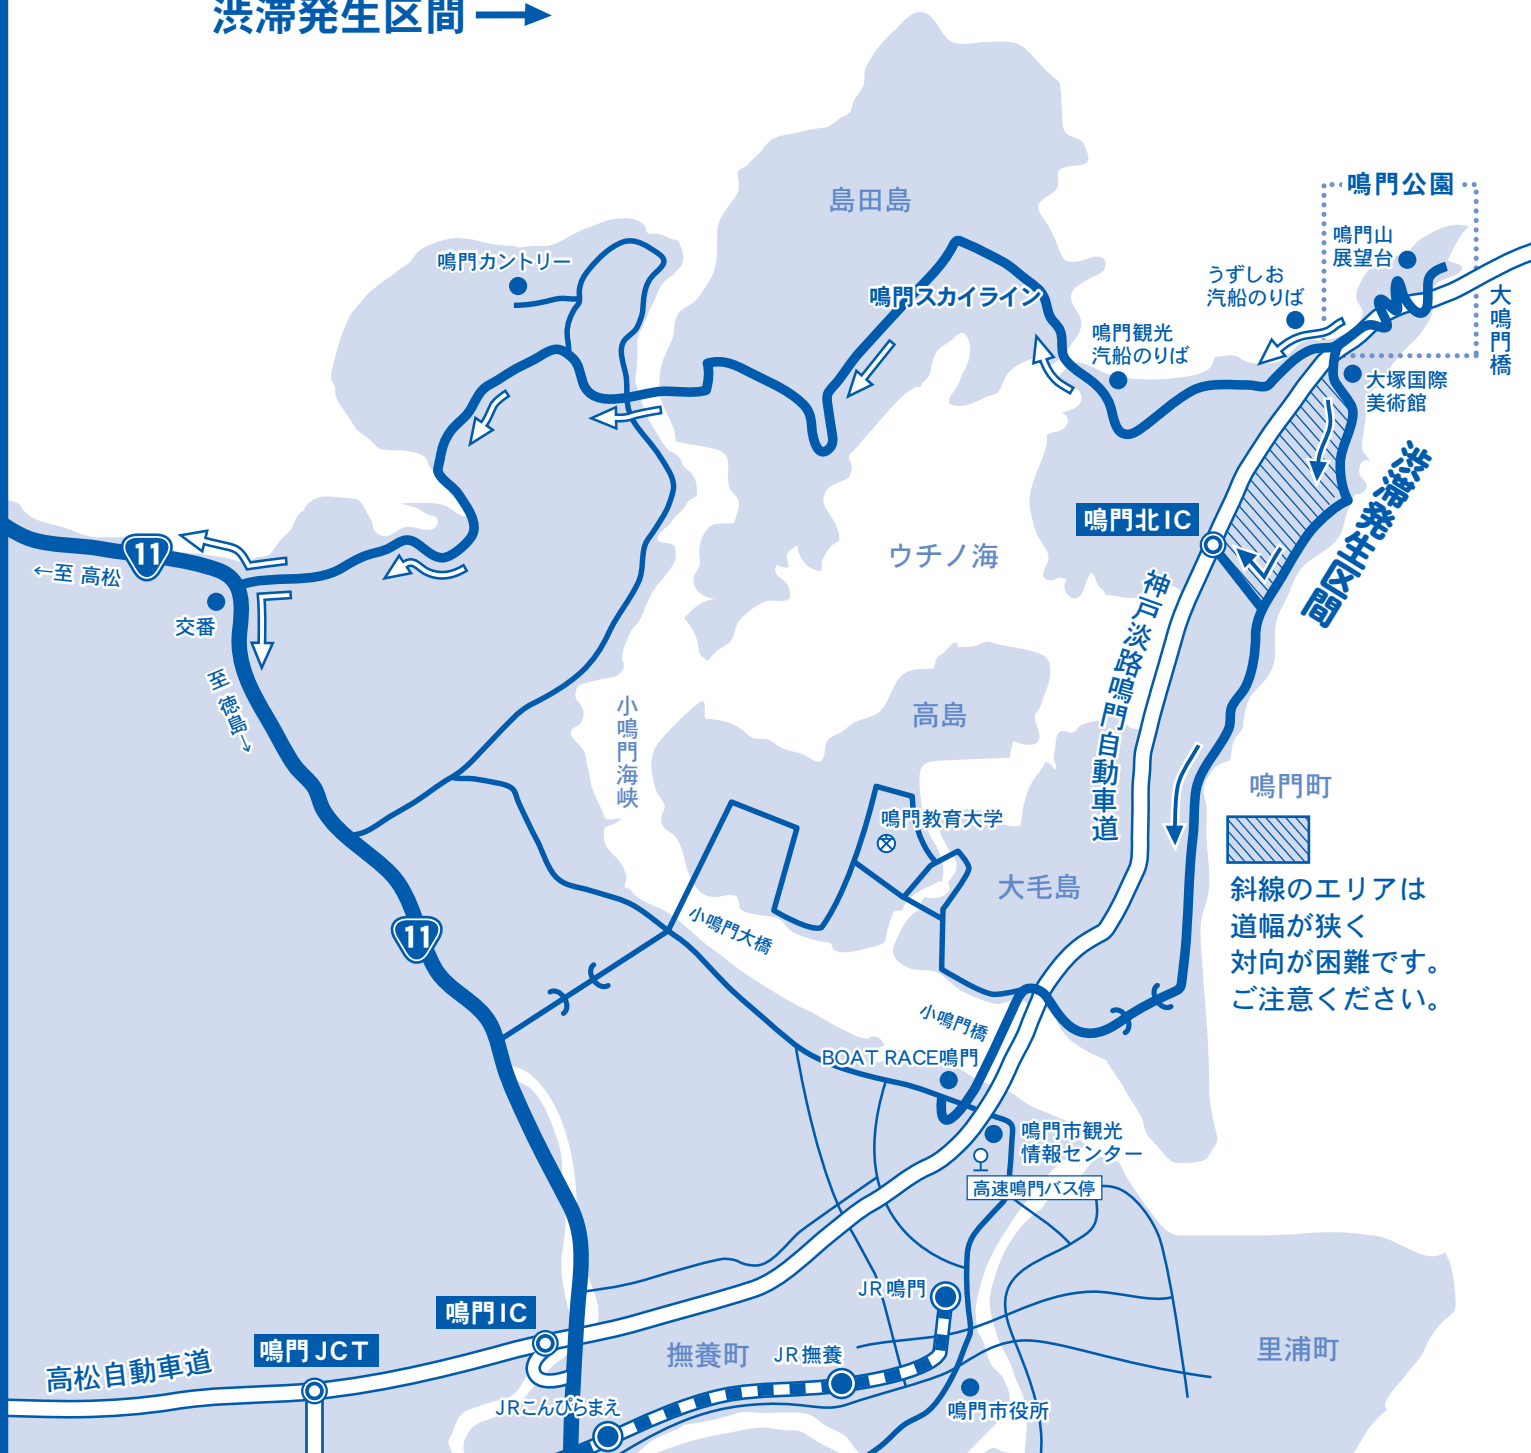 渋滞発生区間
島田島
鳴門公園
鳴門山
展望台
鳴門カントリー
うずしお
汽船のりば
鳴門スカイライン
大鳴門橋
鳴門観光
汽船のりば
大塚国際
美術館
渋滞発生区間
鳴門北IC
11
←至 高松
ウチノ海
交番
神戸淡路鳴門自動車道
至 徳島→
小鳴門海峡
高島
鳴門町
鳴門教育大学
大毛島
斜線のエリアは
道幅が狭く
対向が困難です。
ご注意ください。
小鳴門大橋
11
小鳴門橋
BOAT RACE鳴門
鳴門市観光
情報センター
高速鳴門バス停
JR鳴門
鳴門IC
鳴門JCT
撫養町
JR撫養
里浦町
高松自動車道
JRこんぴらまえ
鳴門市役所